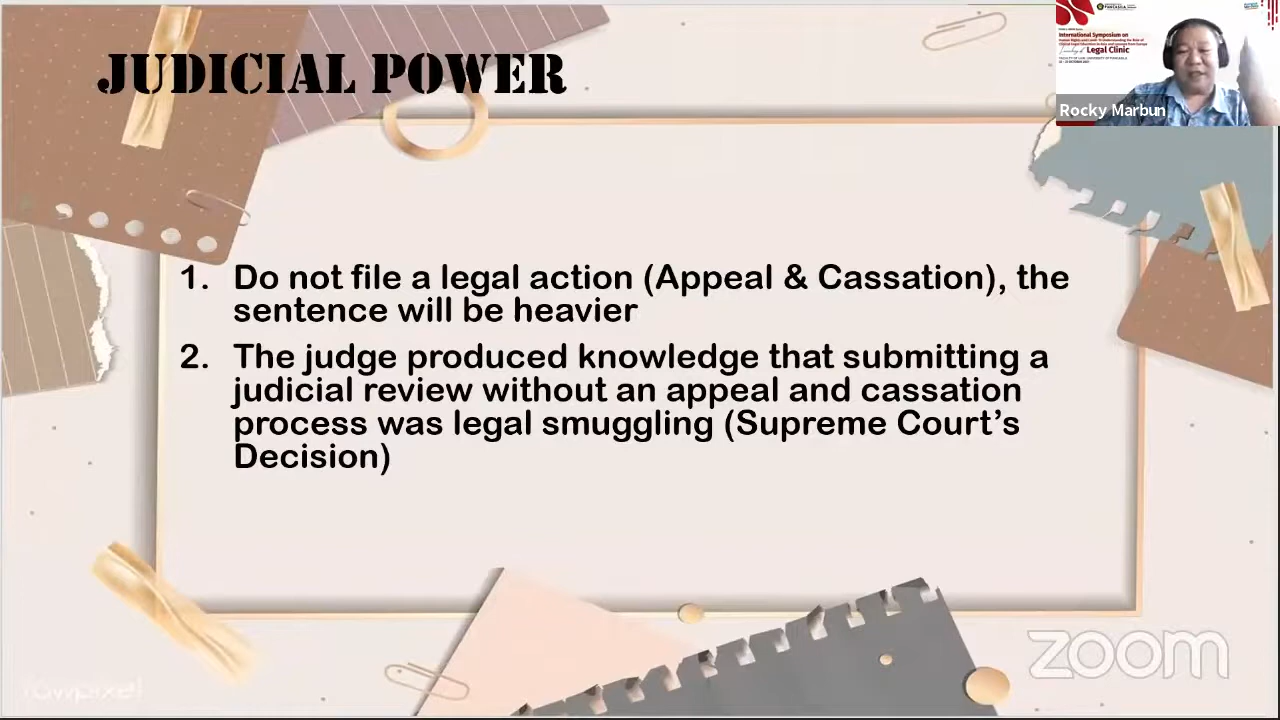 JUDICIAL POWER
1. Do not file a legal action (Appeal & Cassation), the
sentence will be heavier
2. The judge produced knowledge that submitting a
judicial review without an appeal and cassation
process was legal smuggling (Supreme Court’s
Decision)
International Symposium on
Legal Clinic
Rocky Marbun
zoom
rawpixel